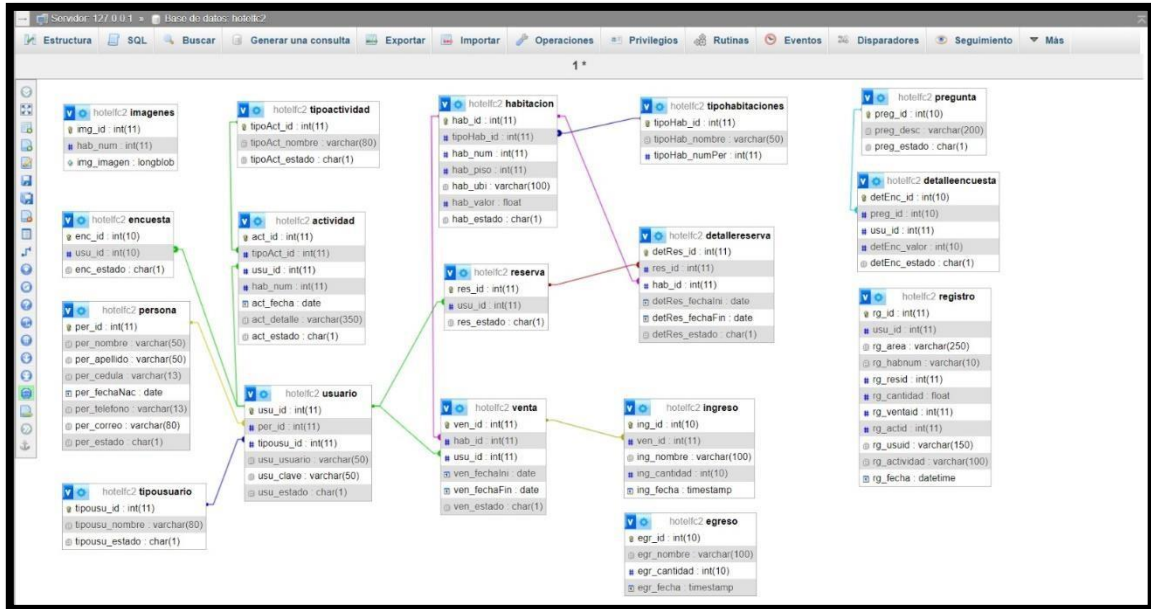 Servidor: 127.0.0.1 » Base de datos: hotelfc2
Estructura SQL Buscar Generar una consulta Exportar Importar Operaciones Privilegios Rutinas Eventos Disparadores Seguimiento Más
1 *
hotelfc2 imagenes
img_id : int(11)
hab_num : int(11)
img_imagen : longblob
hotelfc2 tipoactividad
tipoAct_id : int(11)
tipoAct_nombre : varchar(80)
tipoAct_estado : char(1)
hotelfc2 habitacion
hab_id : int(11)
tipoHab_id : int(11)
hab_num : int(11)
hab_piso : int(11)
hab_ubi : varchar(100)
hab_valor : float
hab_estado : char(1)
hotelfc2 tipohabitaciones
tipoHab_id : int(11)
tipoHab_nombre : varchar(50)
tipoHab_numPer : int(11)
hotelfc2 pregunta
preg_id : int(10)
preg_desc : varchar(200)
preg_estado : char(1)
hotelfc2 encuesta
enc_id : int(10)
usu_id : int(10)
enc_estado : char(1)
hotelfc2 actividad
act_id : int(11)
tipoAct_id : int(11)
usu_id : int(11)
hab_num : int(11)
act_fecha : date
act_detalle : varchar(350)
act_estado : char(1)
hotelfc2 reserva
res_id : int(11)
usu_id : int(11)
res_estado : char(1)
hotelfc2 detallereserva
detRes_id : int(11)
res_id : int(11)
hab_id : int(11)
detRes_fechaIni : date
detRes_fechaFin : date
detRes_estado : char(1)
hotelfc2 detalleencuesta
detEnc_id : int(10)
preg_id : int(10)
usu_id : int(11)
detEnc_valor : int(10)
detEnc_estado : char(1)
hotelfc2 persona
per_id : int(11)
per_nombre : varchar(50)
per_apellido : varchar(50)
per_cedula : varchar(13)
per_fechaNac : date
per_telefono : varchar(13)
per_correo : varchar(80)
per_estado : char(1)
hotelfc2 usuario
usu_id : int(11)
per_id : int(11)
tipousu_id : int(11)
usu_usuario : varchar(50)
usu_clave : varchar(50)
usu_estado : char(1)
hotelfc2 venta
ven_id : int(11)
hab_id : int(11)
usu_id : int(11)
ven_fechaIni : date
ven_fechaFin : date
ven_estado : char(1)
hotelfc2 ingreso
ing_id : int(10)
ven_id : int(11)
ing_nombre : varchar(100)
ing_cantidad : int(10)
ing_fecha : timestamp
hotelfc2 registro
rg_id : int(11)
usu_id : int(11)
rg_area : varchar(250)
rg_habnum : varchar(10)
rg_resid : int(11)
rg_cantidad : float
rg_ventaid : int(11)
rg_actid : int(11)
rg_usuid : varchar(150)
rg_actividad : varchar(100)
rg_fecha : datetime
hotelfc2 tipousuario
tipousu_id : int(11)
tipousu_nombre : varchar(80)
tipousu_estado : char(1)
hotelfc2 egreso
egr_id : int(10)
egr_nombre : varchar(100)
egr_cantidad : int(10)
egr_fecha : timestamp